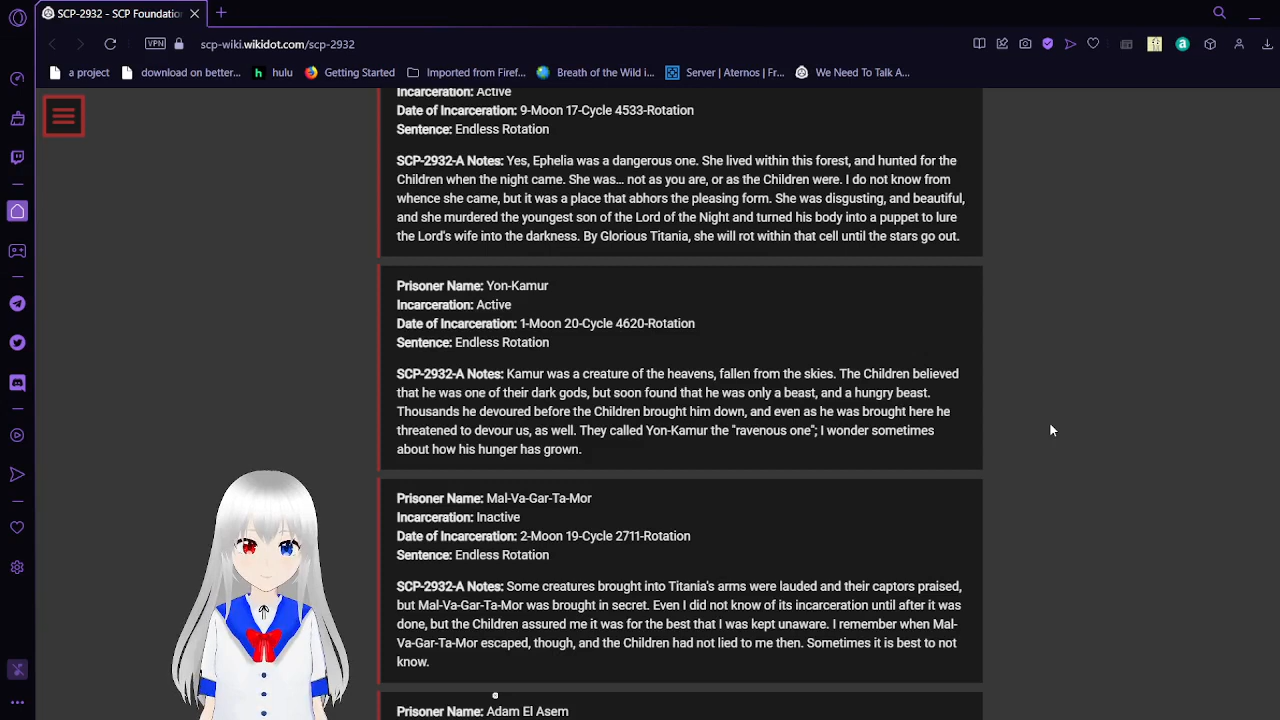 SCP-2932 - SCP Foundation
scp-wiki.wikidot.com/scp-2932
VPN
a project
download on better...
h hulu
Getting Started
Imported from Firef...
Breath of the Wild i...
Server | Aternos | Fr...
We Need To Talk A...
Incarceration: Active
Date of Incarceration: 9-Moon 17-Cycle 4533-Rotation
Sentence: Endless Rotation
SCP-2932-A Notes: Yes, Ephelia was a dangerous one. She lived within this forest, and hunted for the
Children when the night came. She was... not as you are, or as the Children were. I do not know from
whence she came, but it was a place that abhors the pleasing form. She was disgusting, and beautiful,
and she murdered the youngest son of the Lord of the Night and turned his body into a puppet to lure
the Lord's wife into the darkness. By Glorious Titania, she will rot within that cell until the stars go out.
Prisoner Name: Yon-Kamur
Incarceration: Active
Date of Incarceration: 1-Moon 20-Cycle 4620-Rotation
Sentence: Endless Rotation
SCP-2932-A Notes: Kamur was a creature of the heavens, fallen from the skies. The Children believed
that he was one of their dark gods, but soon found that he was only a beast, and a hungry beast.
Thousands he devoured before the Children brought him down, and even as he was brought here he
threatened to devour us, as well. They called Yon-Kamur the "ravenous one"; I wonder sometimes
about how his hunger has grown.
Prisoner Name: Mal-Va-Gar-Ta-Mor
Incarceration: Inactive
Date of Incarceration: 2-Moon 19-Cycle 2711-Rotation
Sentence: Endless Rotation
SCP-2932-A Notes: Some creatures brought into Titania's arms were lauded and their captors praised,
but Mal-Va-Gar-Ta-Mor was brought in secret. Even I did not know of its incarceration until after it was
done, but the Children assured me it was for the best that I was kept unaware. I remember when Mal-
Va-Gar-Ta-Mor escaped, though, and the Children had not lied to me then. Sometimes it is best to not
know.
Prisoner Name: Adam El Asem